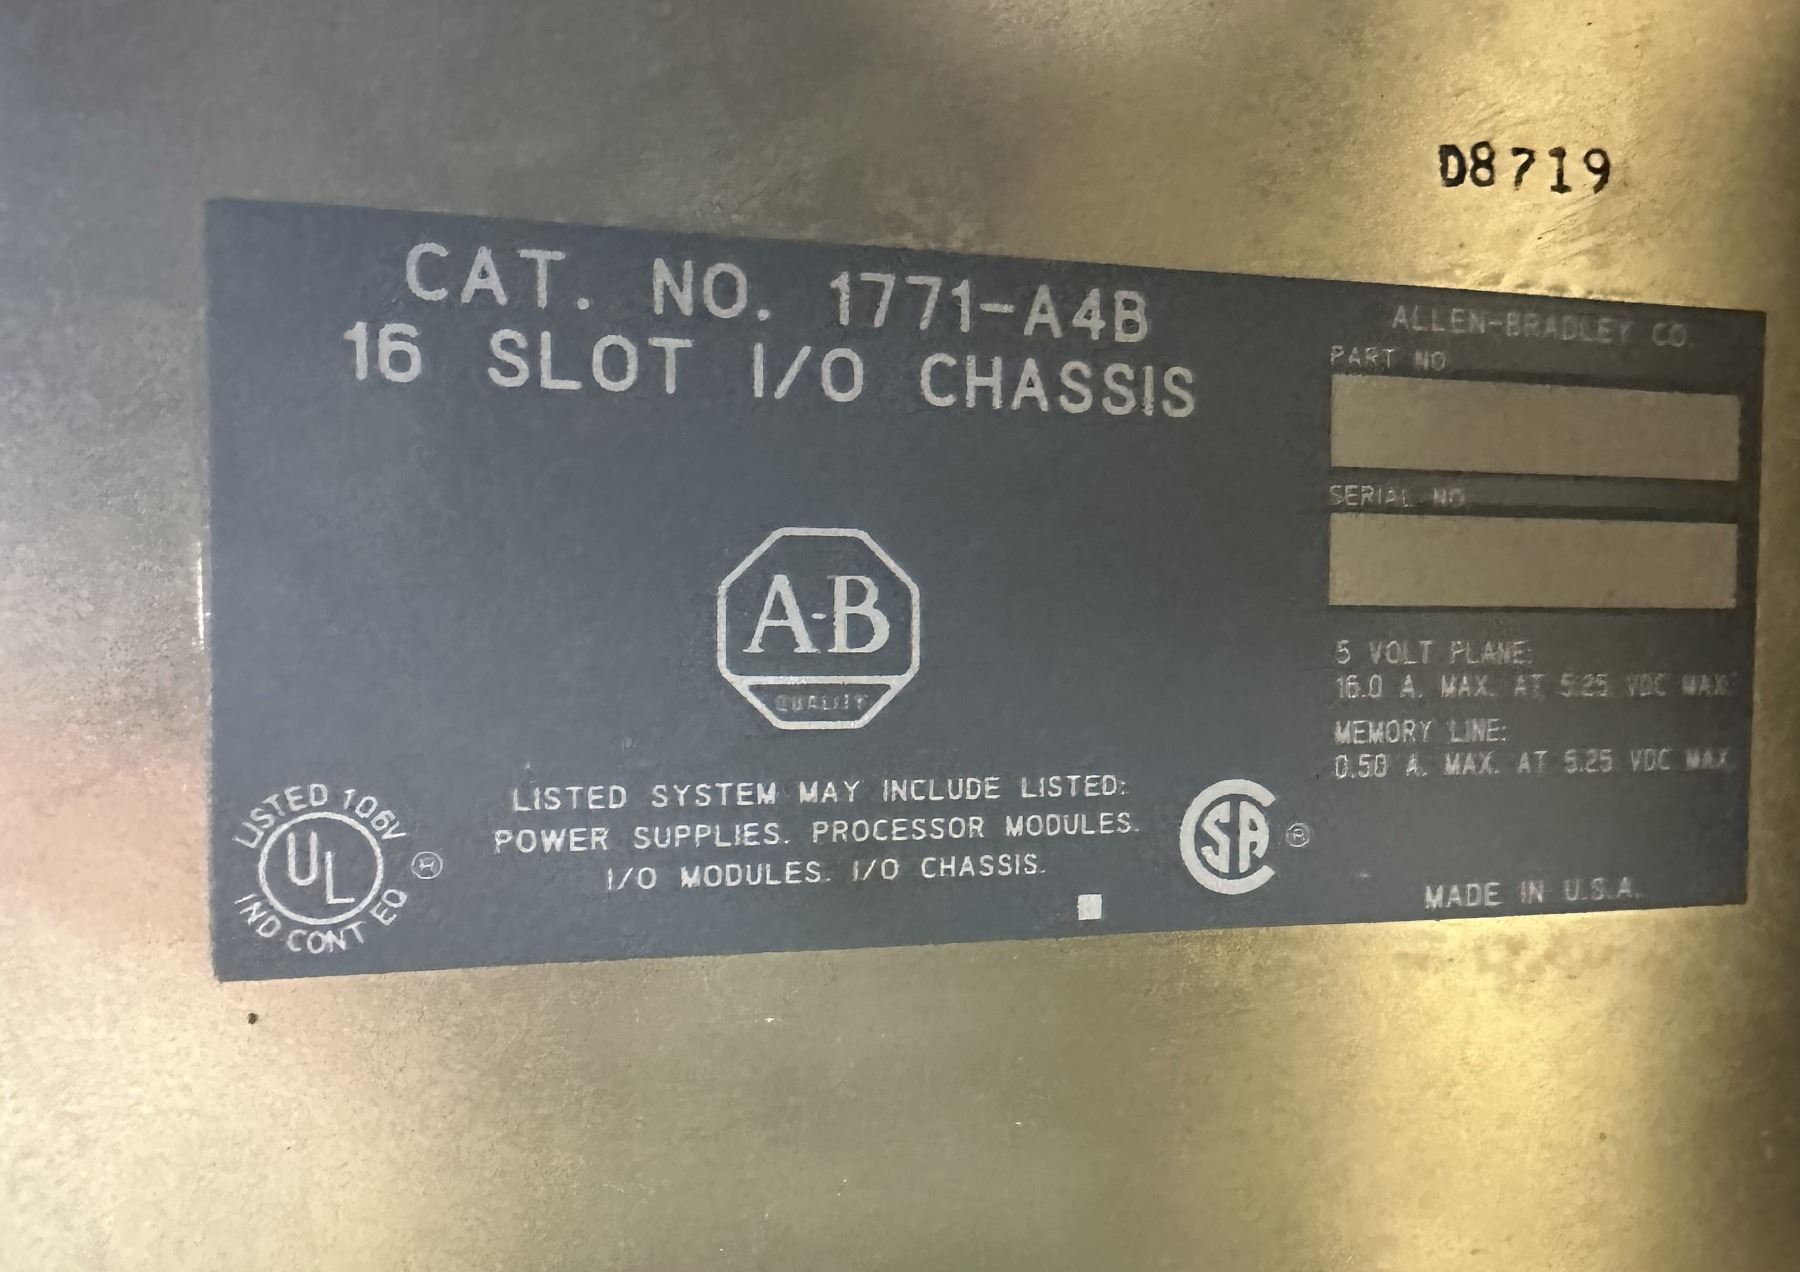 D8719
CAT. NO. 1771-A4B
16 SLOT I/O CHASSIS
ALLEN-BRADLEY CO.
PART NO.
SERIAL NO.
A-B
QUALITY
5 VOLT PLANE:
16.0 A. MAX. AT 5.25 VDC MAX.
MEMORY LINE:
0.50 A. MAX. AT 5.25 VDC MAX.
LISTED 106V
UL ®
IND CONT EQ
LISTED SYSTEM MAY INCLUDE LISTED:
POWER SUPPLIES. PROCESSOR MODULES.
I/O MODULES. I/O CHASSIS.
SA ®
MADE IN U.S.A.